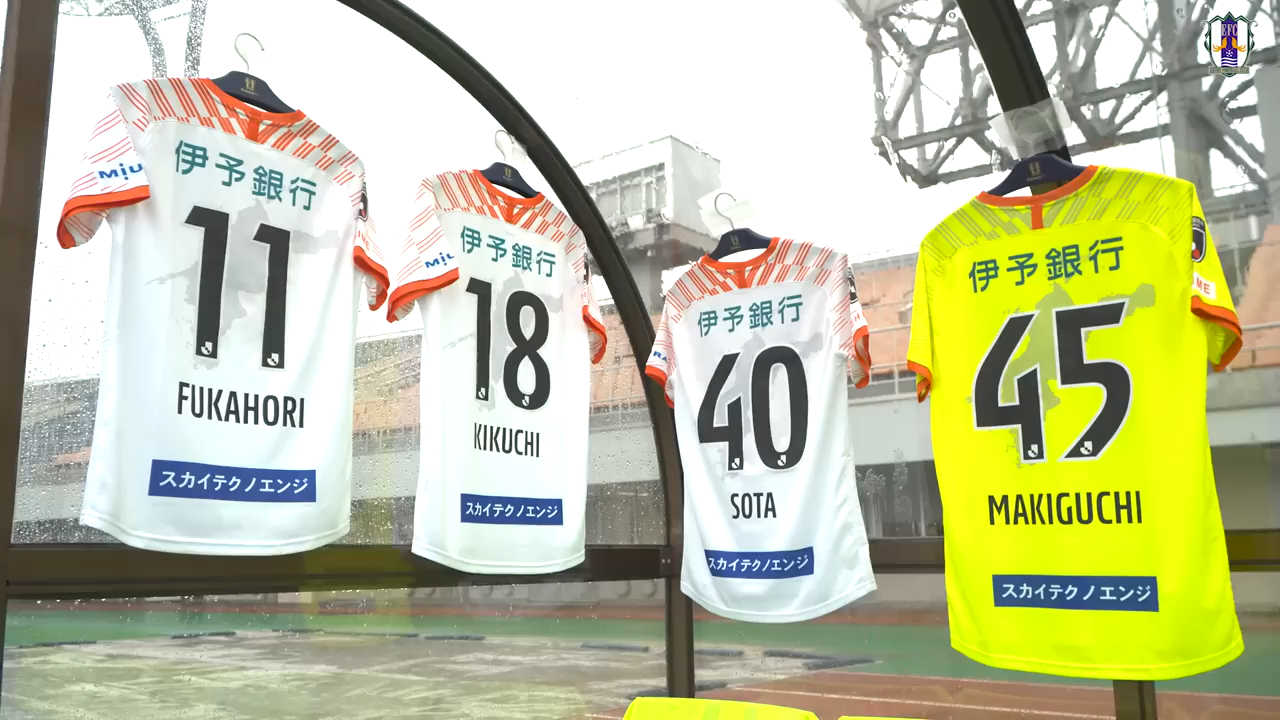 伊予銀行
miu
11
FUKAHORI
スカイテクノエンジ
伊予銀行
miu
18
KIKUCHI
スカイテクノエンジ
伊予銀行
40
SOTA
スカイテクノエンジ
伊予銀行
45
MAKIGUCHI
スカイテクノエンジ
EFC